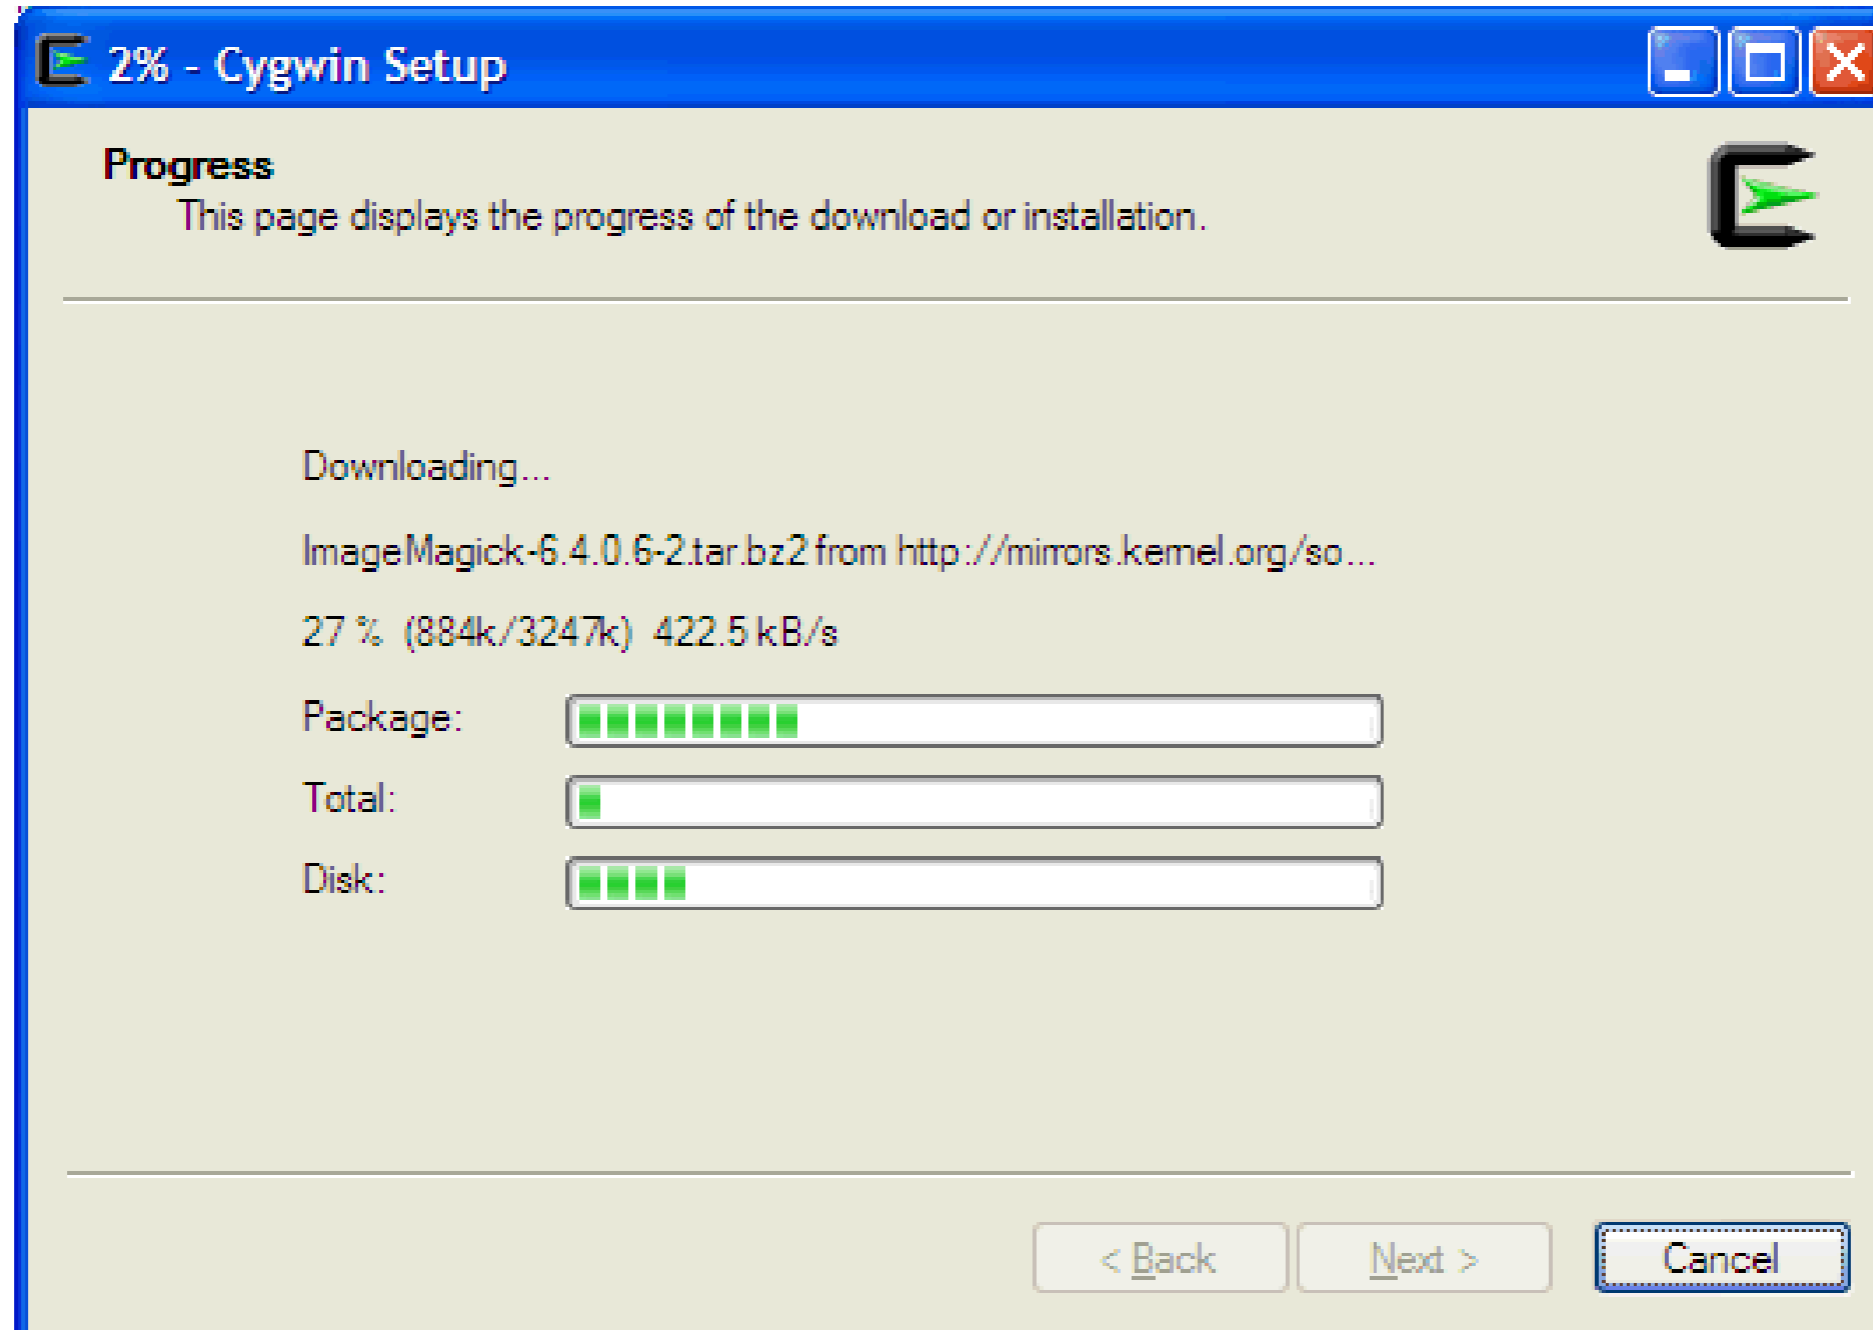 2% - Cygwin Setup
Progress
This page displays the progress of the download or installation.
Downloading...
ImageMagick-6.4.0.6-2.tar.bz2 from http://mirrors.kernel.org/so...
27 % (884k/3247k) 422.5 kB/s
Package:
Total:
Disk:
< Back Next > Cancel